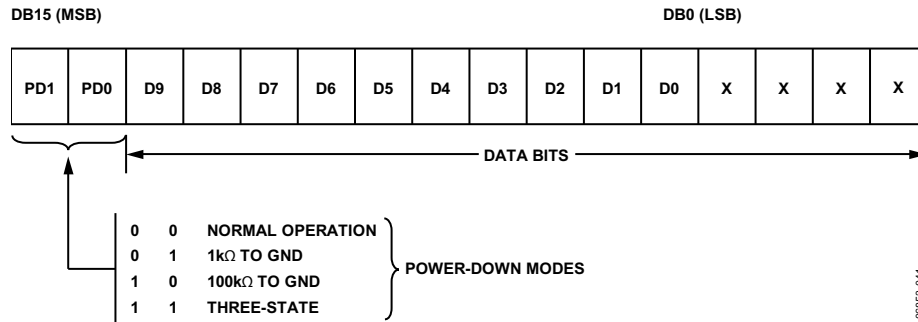 DB15 (MSB) DB0 (LSB)
PD1 PD0 D9 D8 D7 D6 D5 D4 D3 D2 D1 D0 X X X X
DATA BITS
0 0 NORMAL OPERATION
0 1 1kΩ TO GND
1 0 100kΩ TO GND
1 1 THREE-STATE
POWER-DOWN MODES